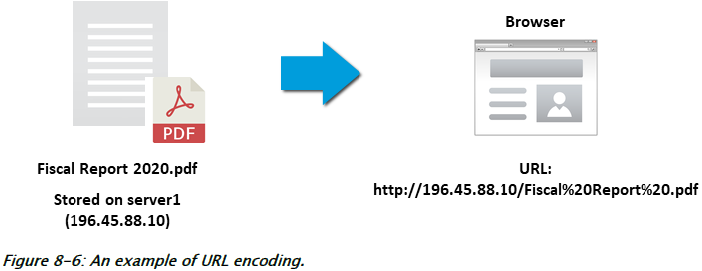 Browser
PDF
Fiscal Report 2020.pdf
Stored on server1
(196.45.88.10)
URL:
http://196.45.88.10/Fiscal%20Report%20.pdf
Figure 8-6: An example of URL encoding.